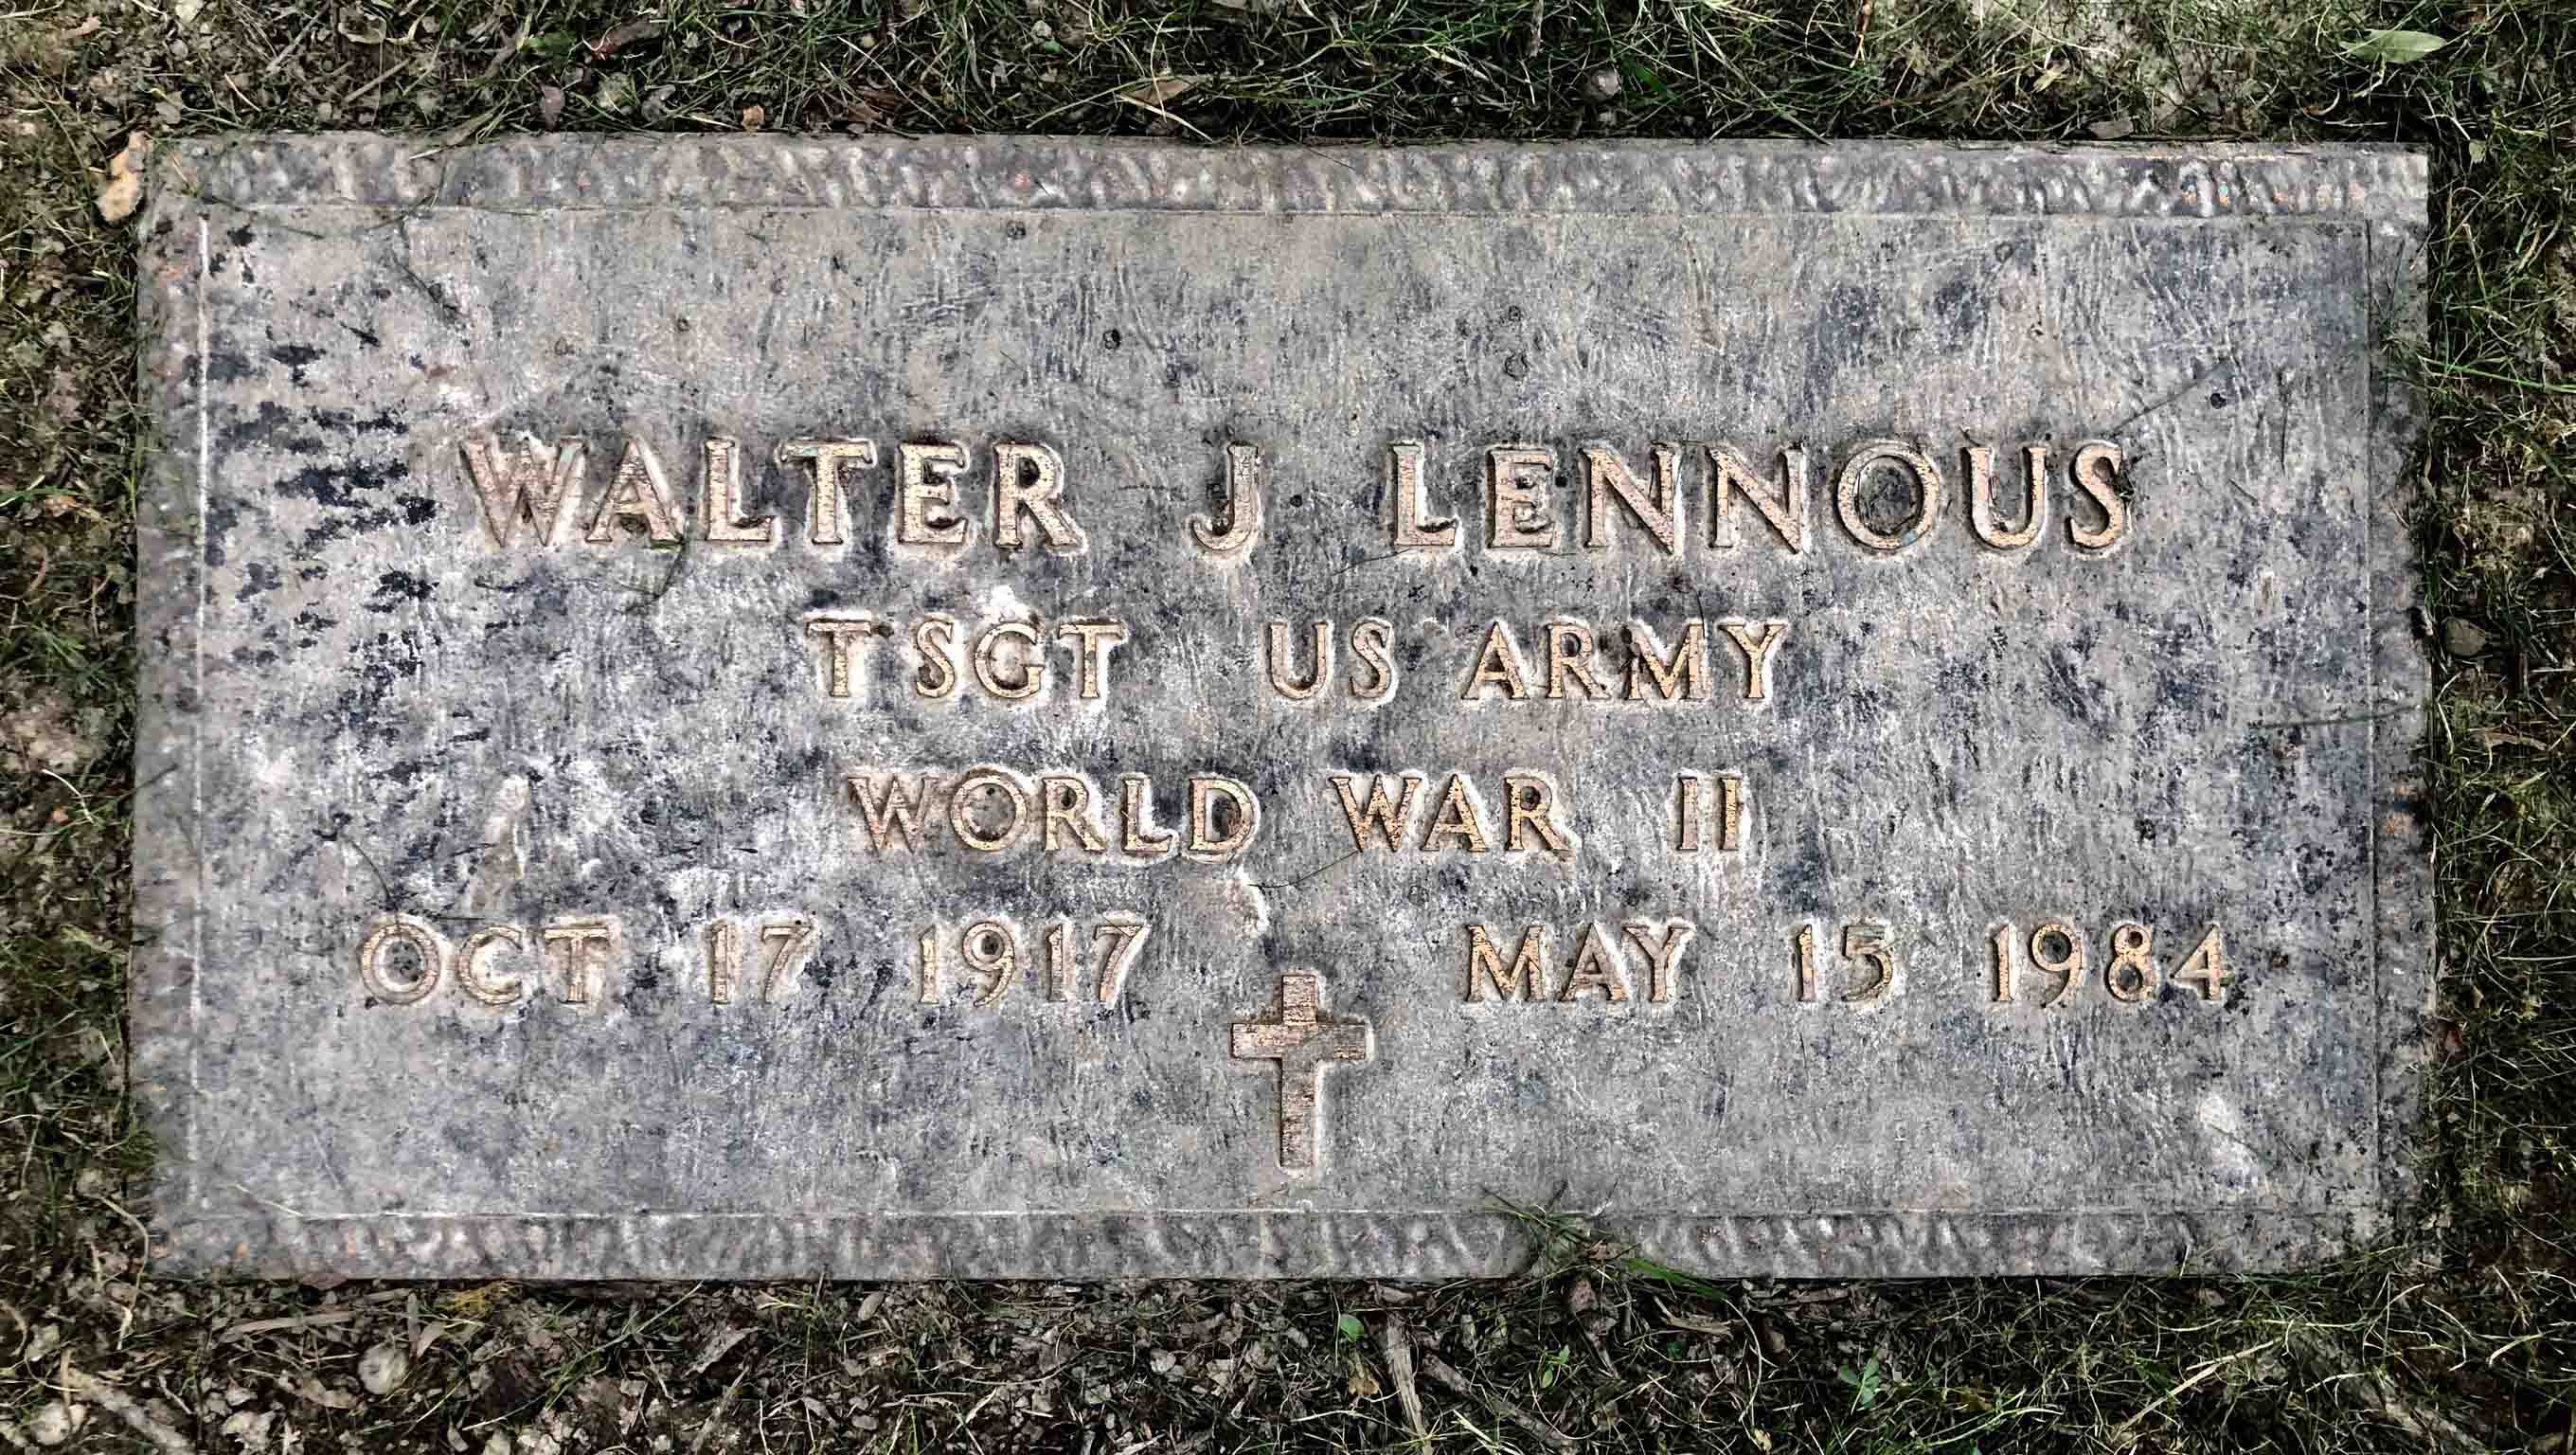 WALTER J LENNOUS
TSGT US ARMY
WORLD WAR II
OCT 17 1917 MAY 15 1984